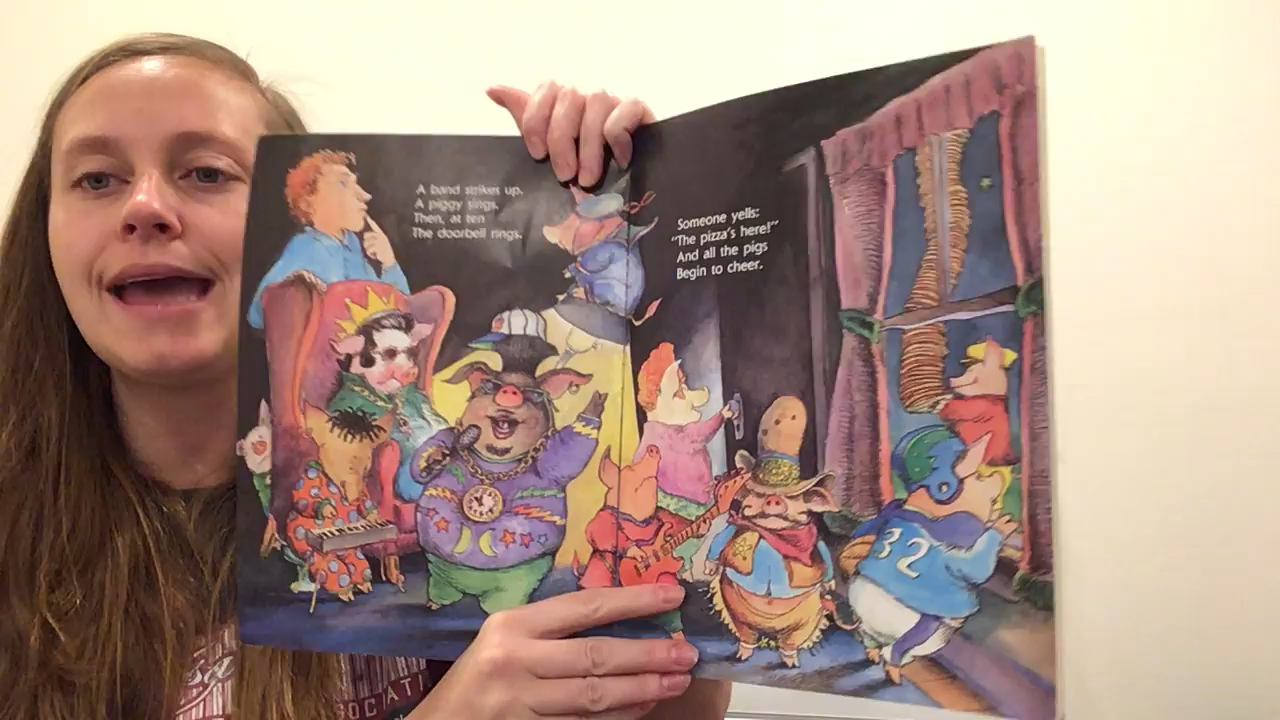 A band strikes up.
A piggy sings.
Then, at ten
The doorbell rings.
Someone yells:
"The pizza's here!"
And all the pigs
Begin to cheer.
32